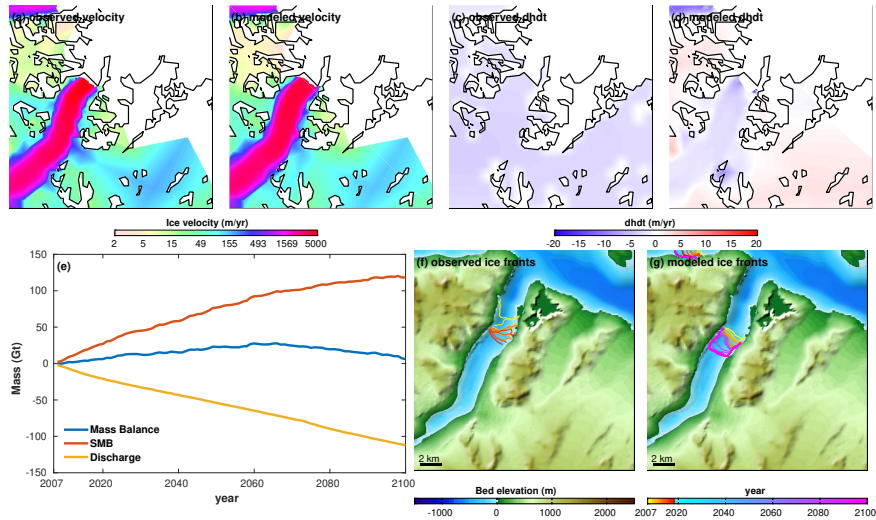 (a) observed velocity
(b) modeled velocity
(c) observed dhdt
(d) modeled dhdt
Ice velocity (m/yr)
2 5 15 49 155 493 1569 5000
dhdt (m/yr)
-20 -15 -10 -5 0 5 10 15 20
(e)
150
100
50
0
-50
-100
-150
Mass (Gt)
Mass Balance
SMB
Discharge
2007 2020 2040 2060 2080 2100
year
(f) observed ice fronts
2 km
(g) modeled ice fronts
2 km
Bed elevation (m)
-1000 0 1000 2000
year
2007 2020 2040 2060 2080 2100